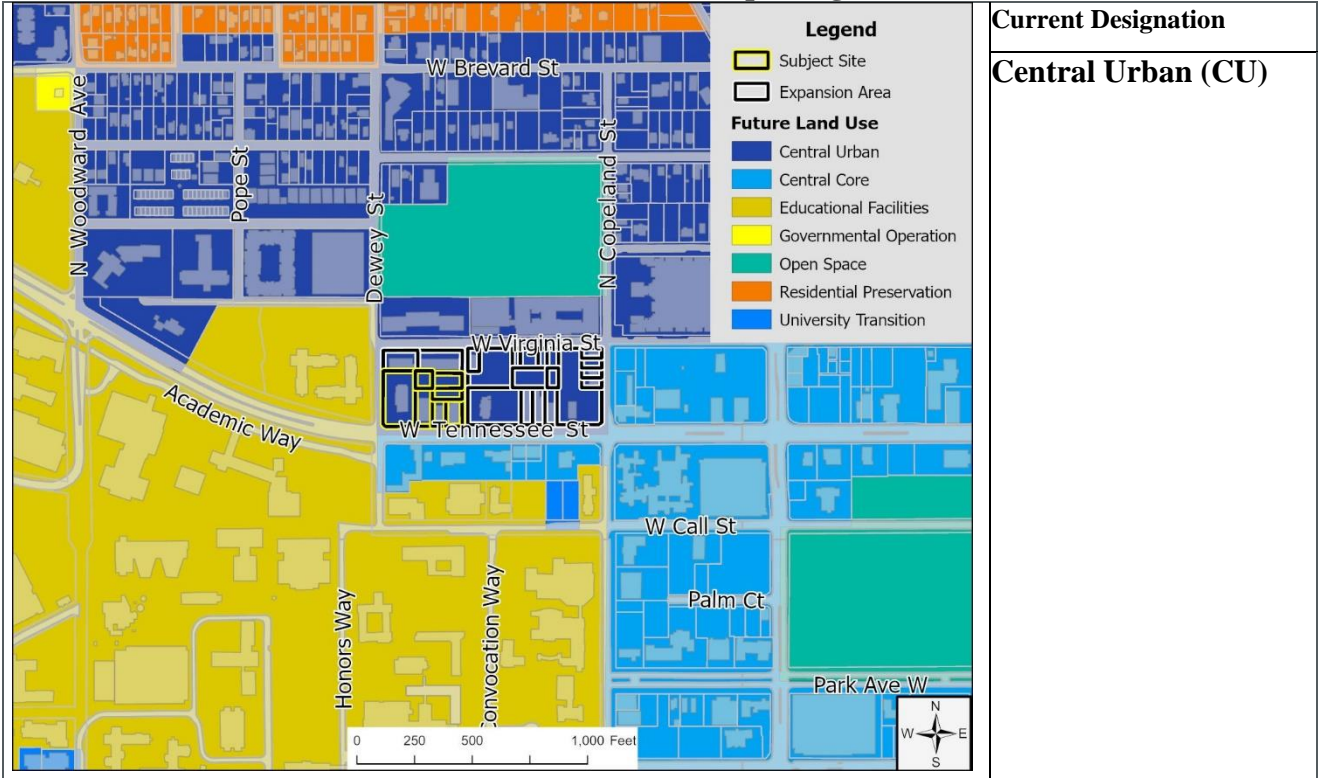 Current Designation
Central Urban (CU)
Legend
Subject Site
Expansion Area
Future Land Use
Central Urban
Central Core
Educational Facilities
Governmental Operation
Open Space
Residential Preservation
University Transition
W Brevard St
N Woodward Ave
Pope St
Dewey St
N Copeland St
W Virginia St
Academic Way
W Tennessee St
W Call St
Honors Way
Convocation Way
Palm Ct
Park Ave W
0 250 500 1,000 Feet
N
W E
S